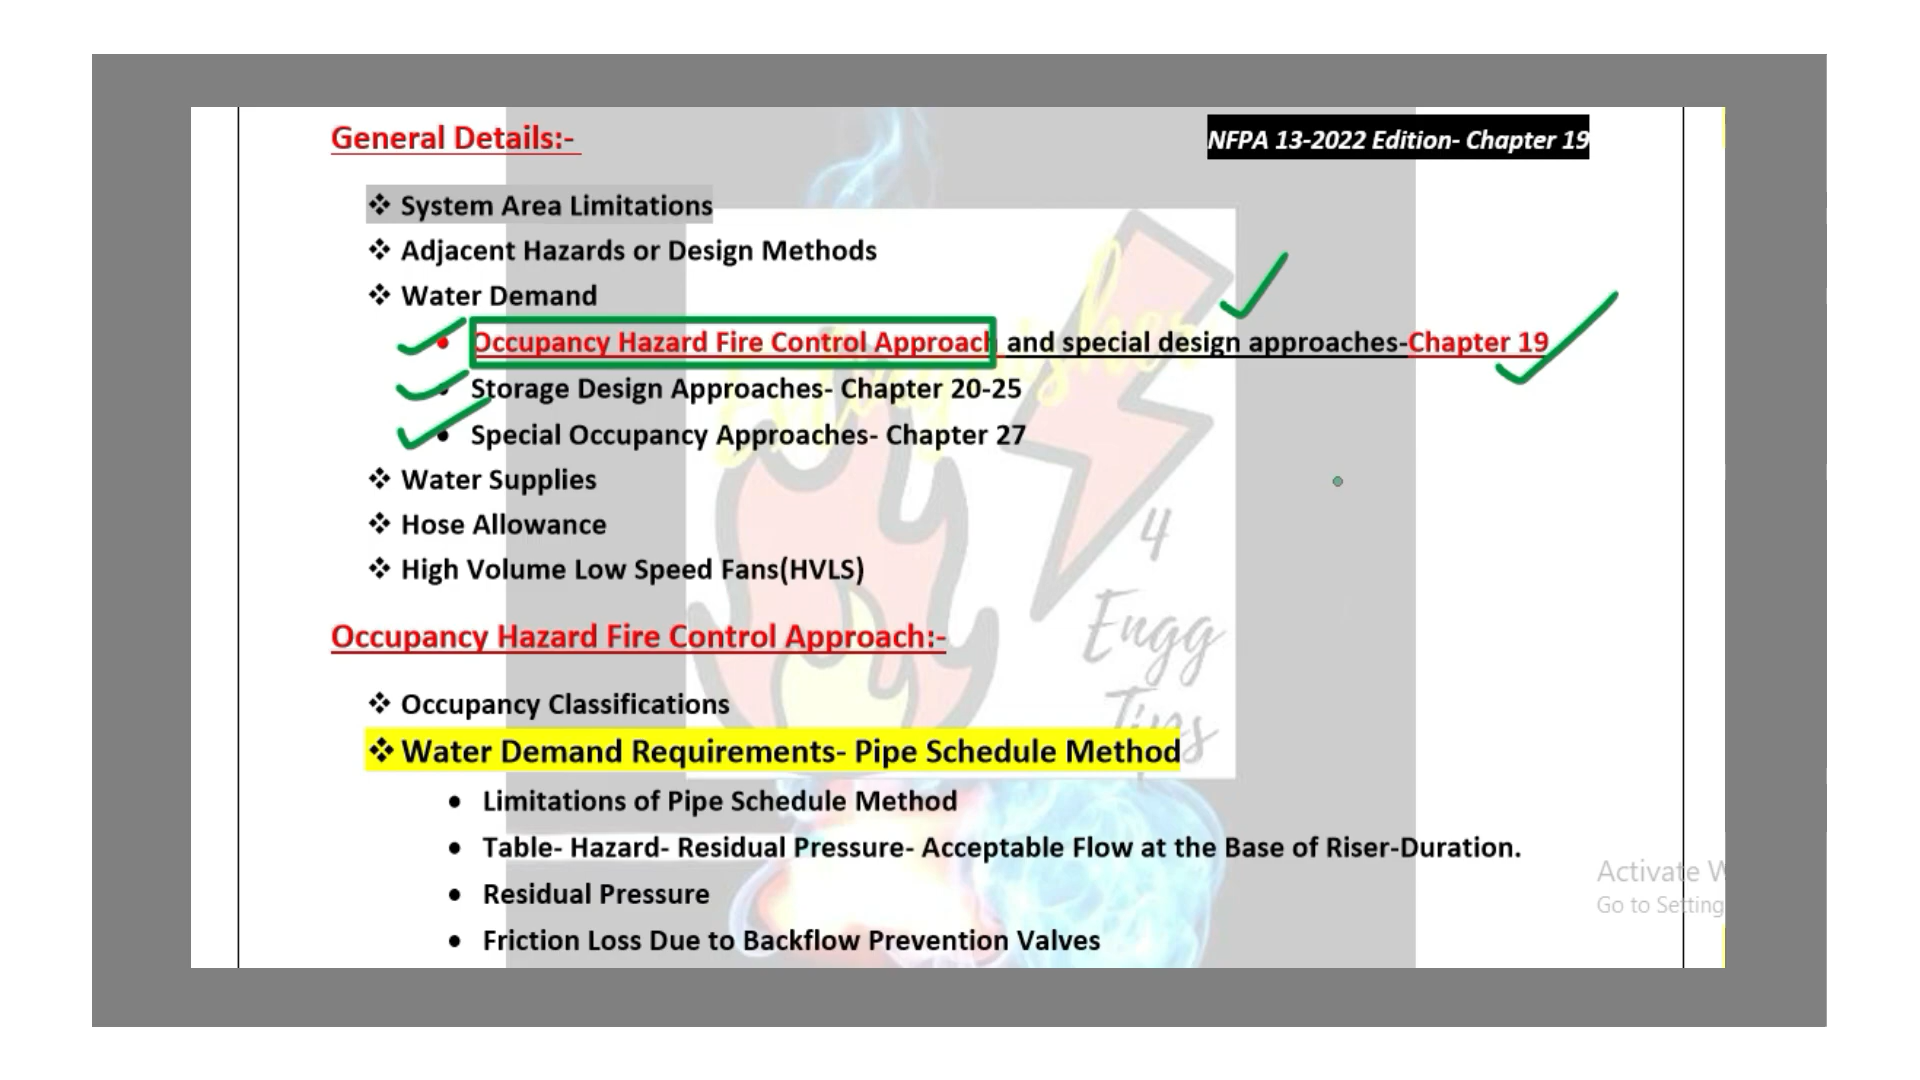 General Details:-
NFPA 13-2022 Edition- Chapter 19
❖ System Area Limitations
❖ Adjacent Hazards or Design Methods
❖ Water Demand
• Occupancy Hazard Fire Control Approach and special design approaches-Chapter 19
• Storage Design Approaches- Chapter 20-25
• Special Occupancy Approaches- Chapter 27
❖ Water Supplies
❖ Hose Allowance
❖ High Volume Low Speed Fans(HVLS)
Occupancy Hazard Fire Control Approach:-
❖ Occupancy Classifications
❖ Water Demand Requirements- Pipe Schedule Method
• Limitations of Pipe Schedule Method
• Table- Hazard- Residual Pressure- Acceptable Flow at the Base of Riser-Duration.
• Residual Pressure
• Friction Loss Due to Backflow Prevention Valves
Extinguisher
4
Engg
Tips
Activate W
Go to Setting